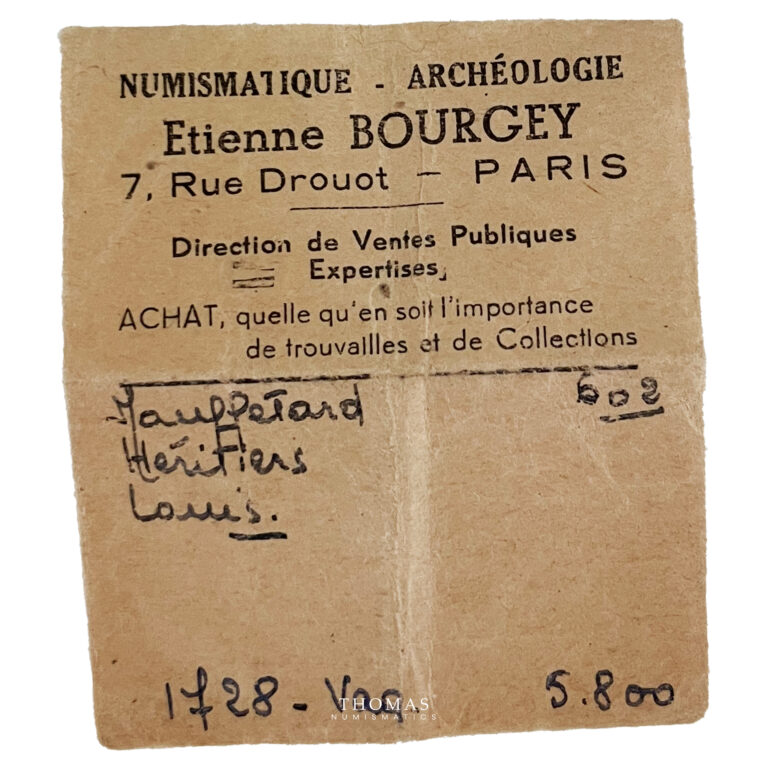 NUMISMATIQUE - ARCHÉOLOGIE
Etienne BOURGEY
7, Rue Drouot — PARIS
Direction de Ventes Publiques
Expertises,
ACHAT, quelle qu'en soit l'importance
de trouvailles et de Collections
602
Héritiers
Louis.
1728 - Vag. 5.800
THOMAS
NUMISMATICS